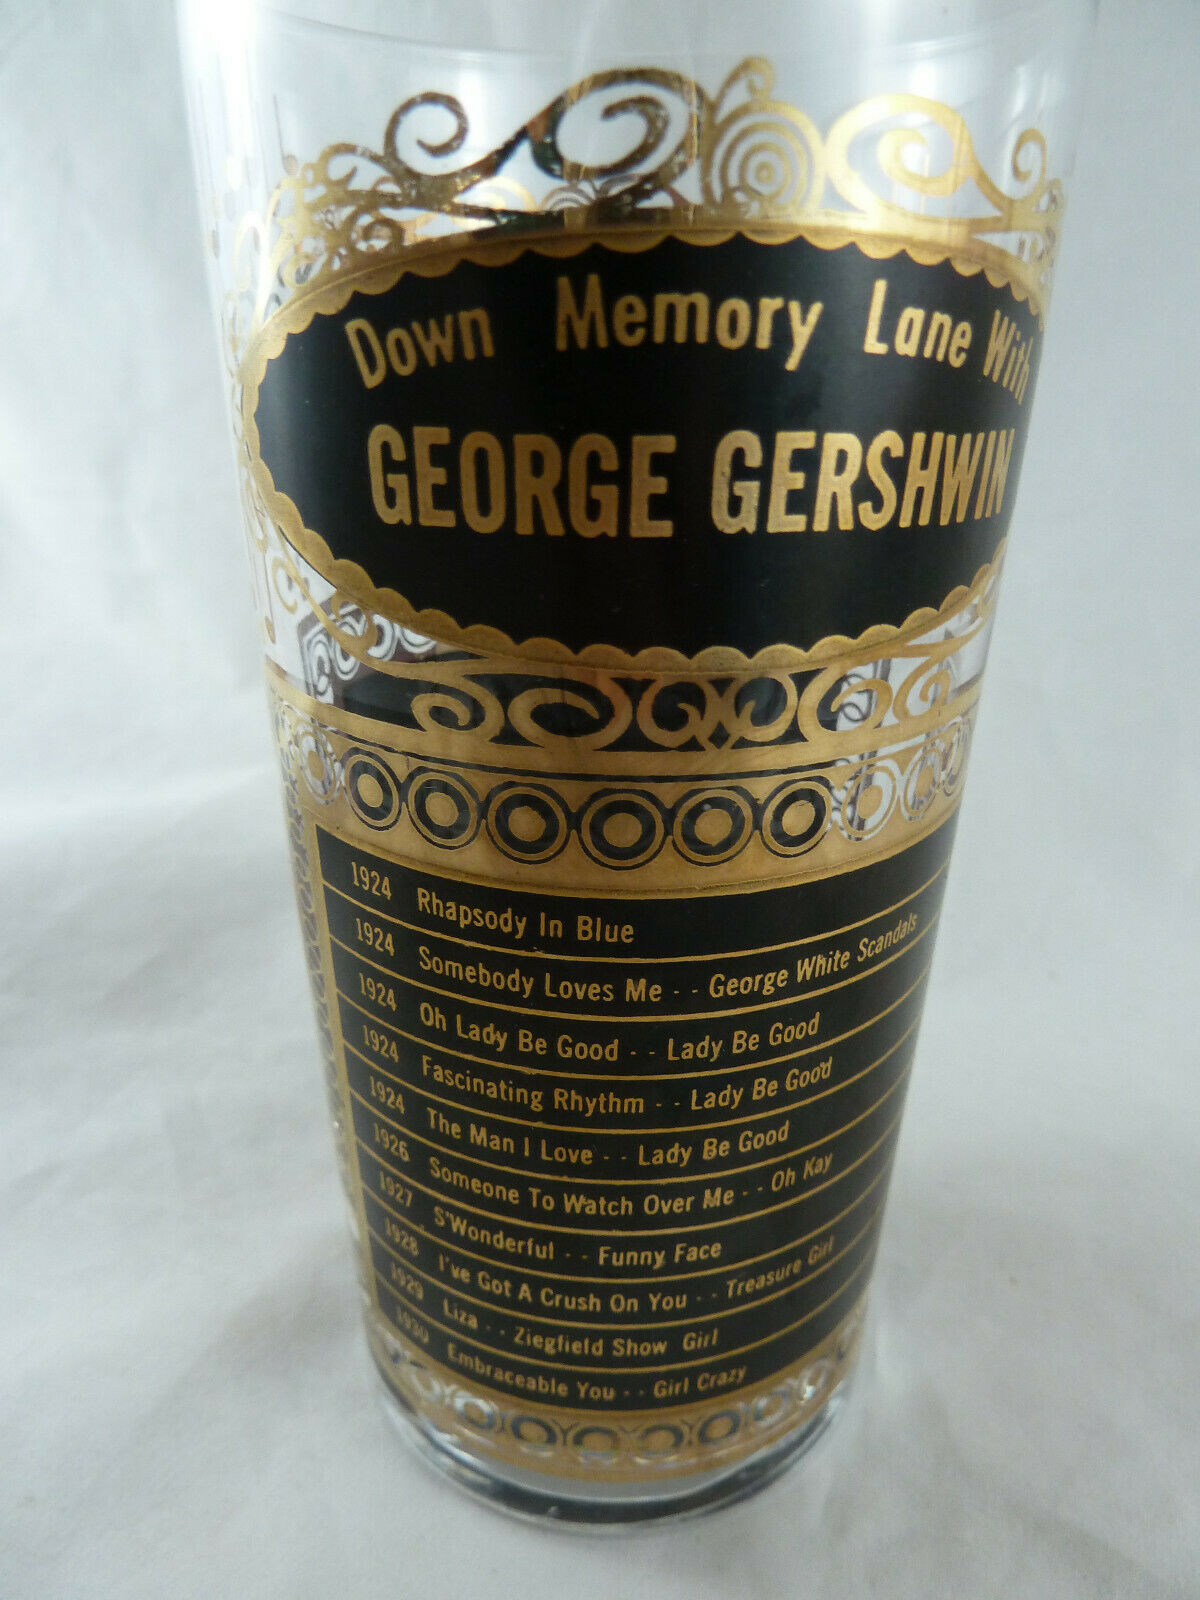 Down Memory Lane With
GEORGE GERSHWIN
1924 Rhapsody In Blue
1924 Somebody Loves Me - - George White Scandals
1924 Oh Lady Be Good - - Lady Be Good
1924 Fascinating Rhythm - - Lady Be Good
1924 The Man I Love - - Lady Be Good
1926 Someone To Watch Over Me - - Oh Kay
1927 S'Wonderful - - Funny Face
1928 I've Got A Crush On You - - Treasure Girl
1929 Liza - - Ziegfield Show Girl
1930 Embraceable You - - Girl Crazy